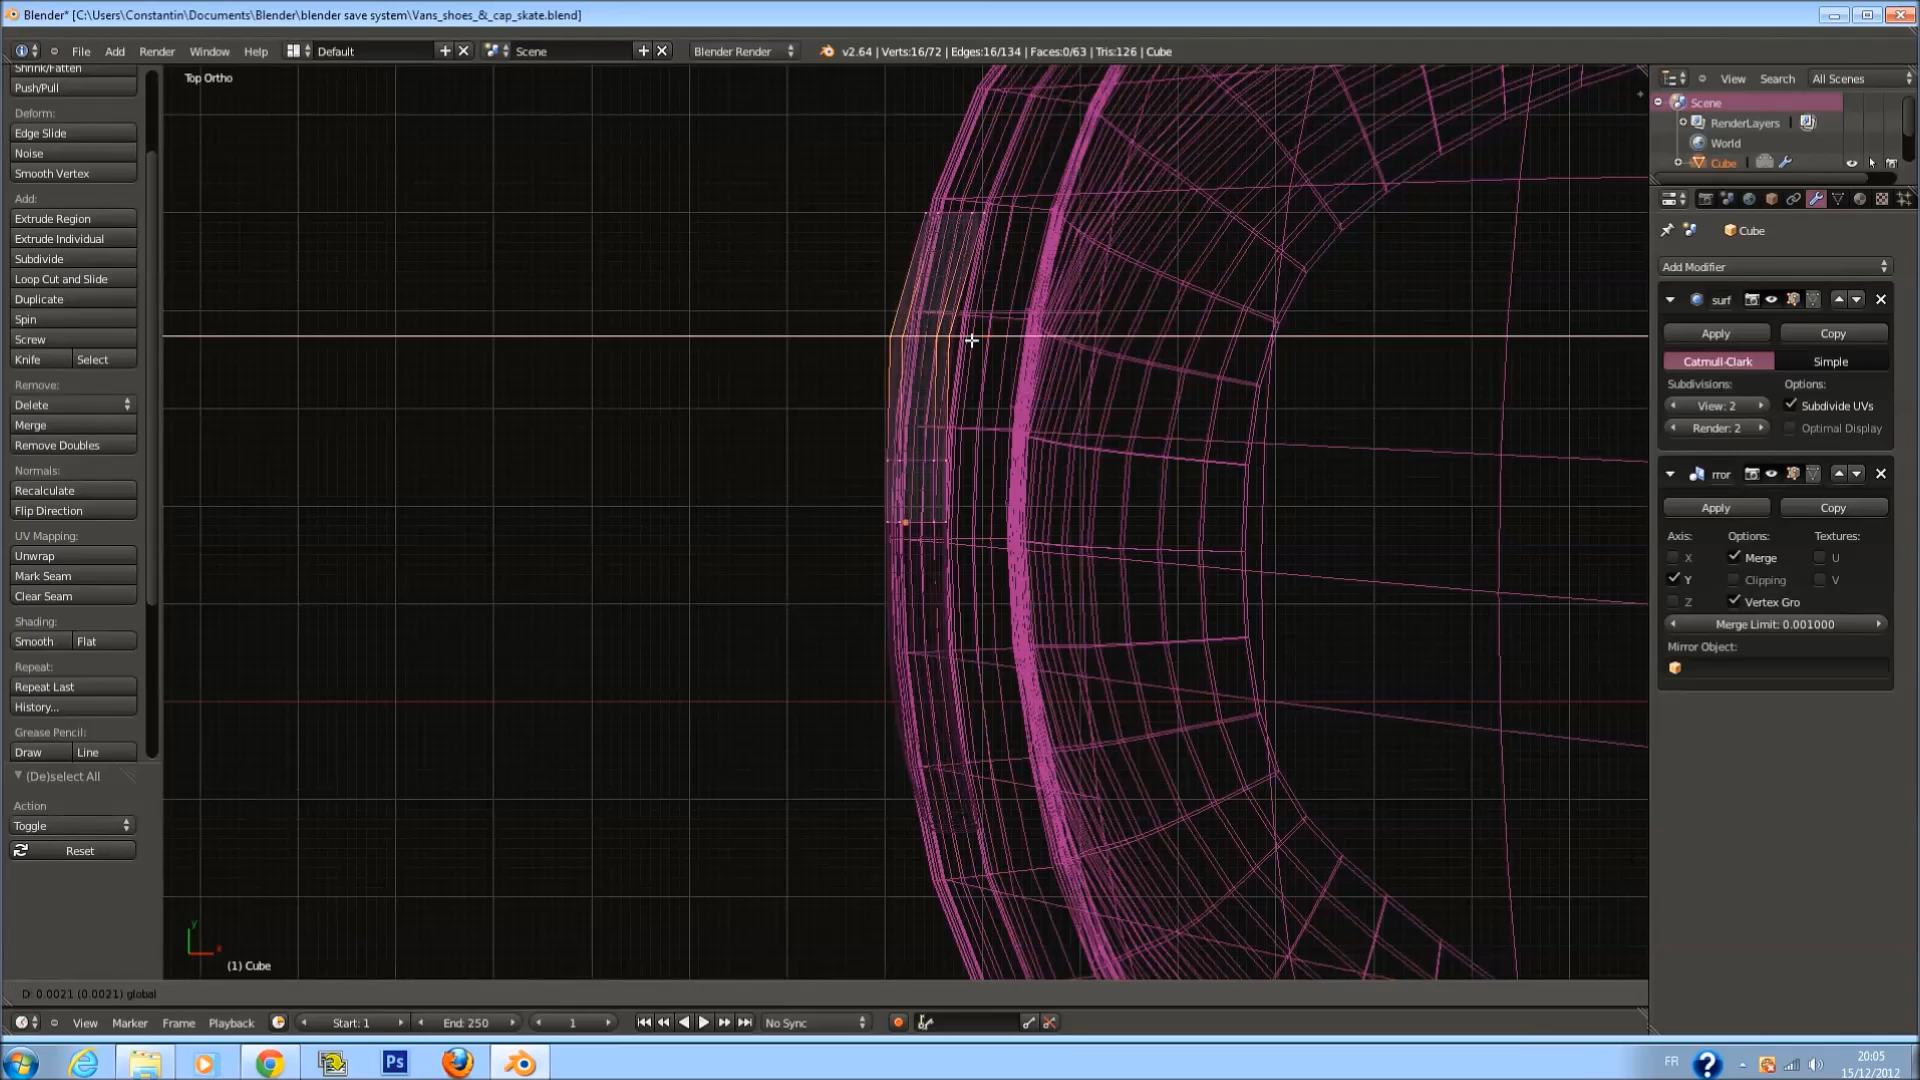 Blender* [C:\Users\Constantin\Documents\Blender\blender save system\Vans_shoes_&_cap_skate.blend]
File Add Render Window Help Default Scene Blender Render v2.64 | Verts:16/72 | Edges:16/134 | Faces:0/63 | Tris:126 | Cube
Shrink/Fatten
Push/Pull
Deform:
Edge Slide
Noise
Smooth Vertex
Add:
Extrude Region
Extrude Individual
Subdivide
Loop Cut and Slide
Duplicate
Spin
Screw
Knife Select
Remove:
Delete
Merge
Remove Doubles
Normals:
Recalculate
Flip Direction
UV Mapping:
Unwrap
Mark Seam
Clear Seam
Shading:
Smooth Flat
Repeat:
Repeat Last
History...
Grease Pencil:
Draw Line
(De)select All
Action
Toggle
Reset
Top Ortho
y
x
(1) Cube
View Search All Scenes
Scene
RenderLayers
World
Cube
Cube
Add Modifier
surf
Apply Copy
Catmull-Clark Simple
Subdivisions: Options:
View: 2 Subdivide UVs
Render: 2 Optimal Display
rror
Apply Copy
Axis: Options: Textures:
X Merge U
Y Clipping V
Z Vertex Gro
Merge Limit: 0.001000
Mirror Object:
D: 0.0021 (0.0021) global
View Marker Frame Playback Start: 1 End: 250 1 No Sync
Ps
FR
20:05
15/12/2012